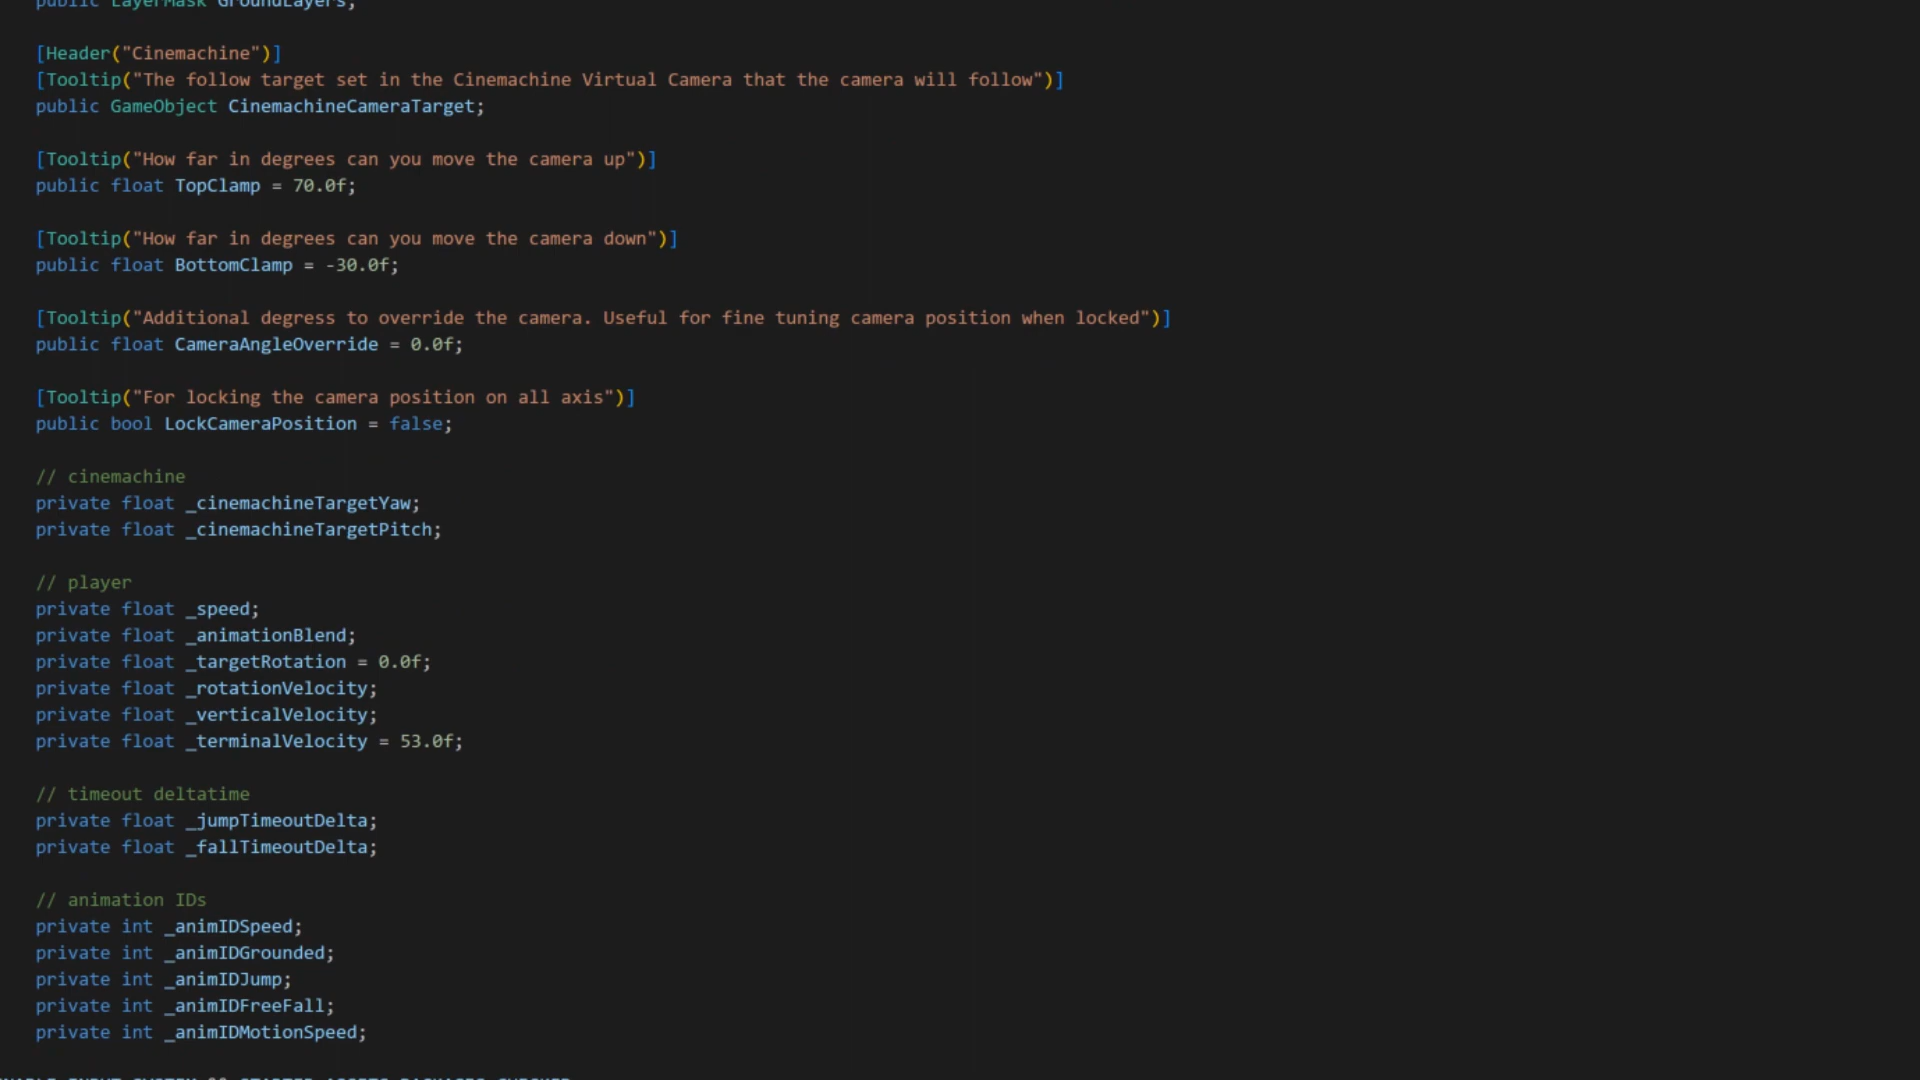 public LayerMask GroundLayers;
[Header("Cinemachine")]
[Tooltip("The follow target set in the Cinemachine Virtual Camera that the camera will follow")]
public GameObject CinemachineCameraTarget;
[Tooltip("How far in degrees can you move the camera up")]
public float TopClamp = 70.0f;
[Tooltip("How far in degrees can you move the camera down")]
public float BottomClamp = -30.0f;
[Tooltip("Additional degress to override the camera. Useful for fine tuning camera position when locked")]
public float CameraAngleOverride = 0.0f;
[Tooltip("For locking the camera position on all axis")]
public bool LockCameraPosition = false;
// cinemachine
private float _cinemachineTargetYaw;
private float _cinemachineTargetPitch;
// player
private float _speed;
private float _animationBlend;
private float _targetRotation = 0.0f;
private float _rotationVelocity;
private float _verticalVelocity;
private float _terminalVelocity = 53.0f;
// timeout deltatime
private float _jumpTimeoutDelta;
private float _fallTimeoutDelta;
// animation IDs
private int _animIDSpeed;
private int _animIDGrounded;
private int _animIDJump;
private int _animIDFreeFall;
private int _animIDMotionSpeed;